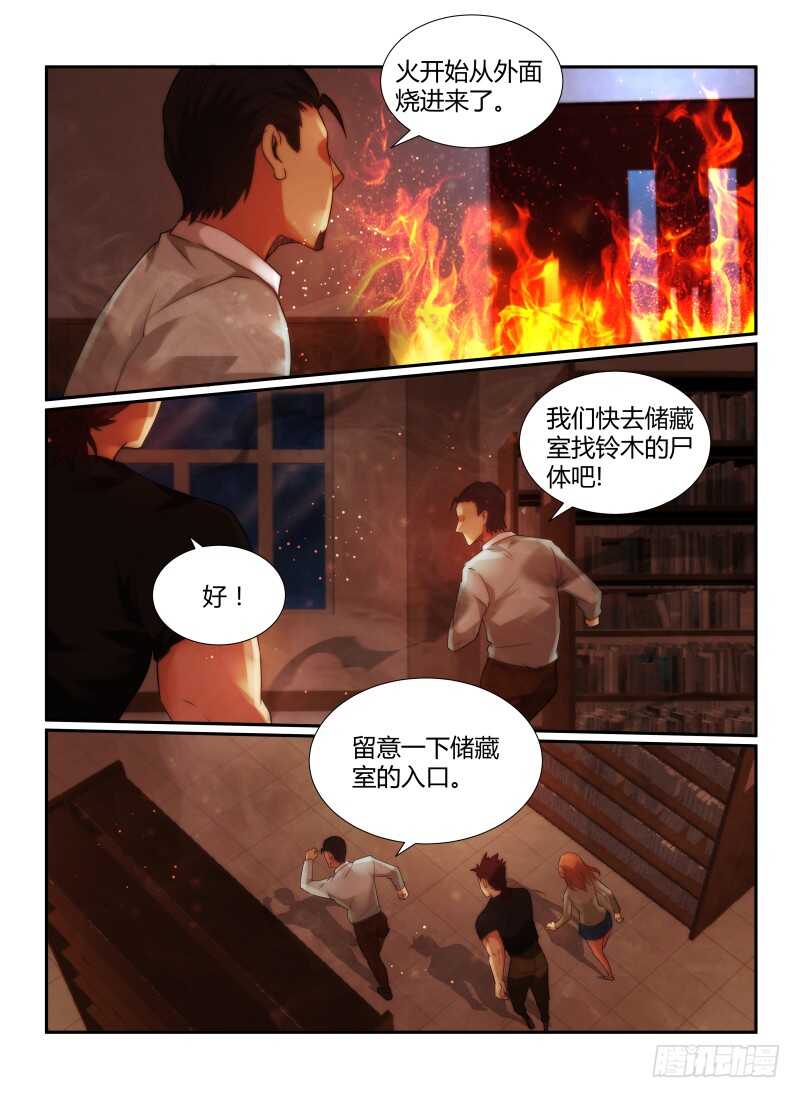 火开始从外面
烧进来了。
我们快去储藏
室找铃木的尸
体吧!
好！
留意一下储藏
室的入口。
腾讯动漫